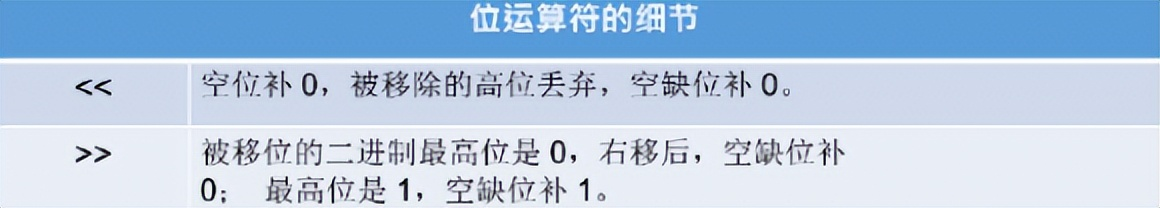 位运算符的细节
<< 空位补0，被移除的高位丢弃，空缺位补0。
>> 被移位的二进制最高位是0，右移后，空缺位补
0； 最高位是1，空缺位补1。